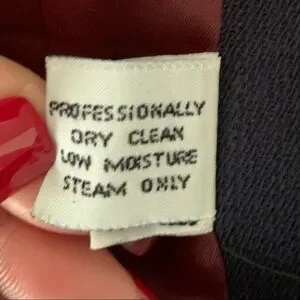 PROFESSIONALLY
DRY CLEAN
LOW MOISTURE
STEAM ONLY